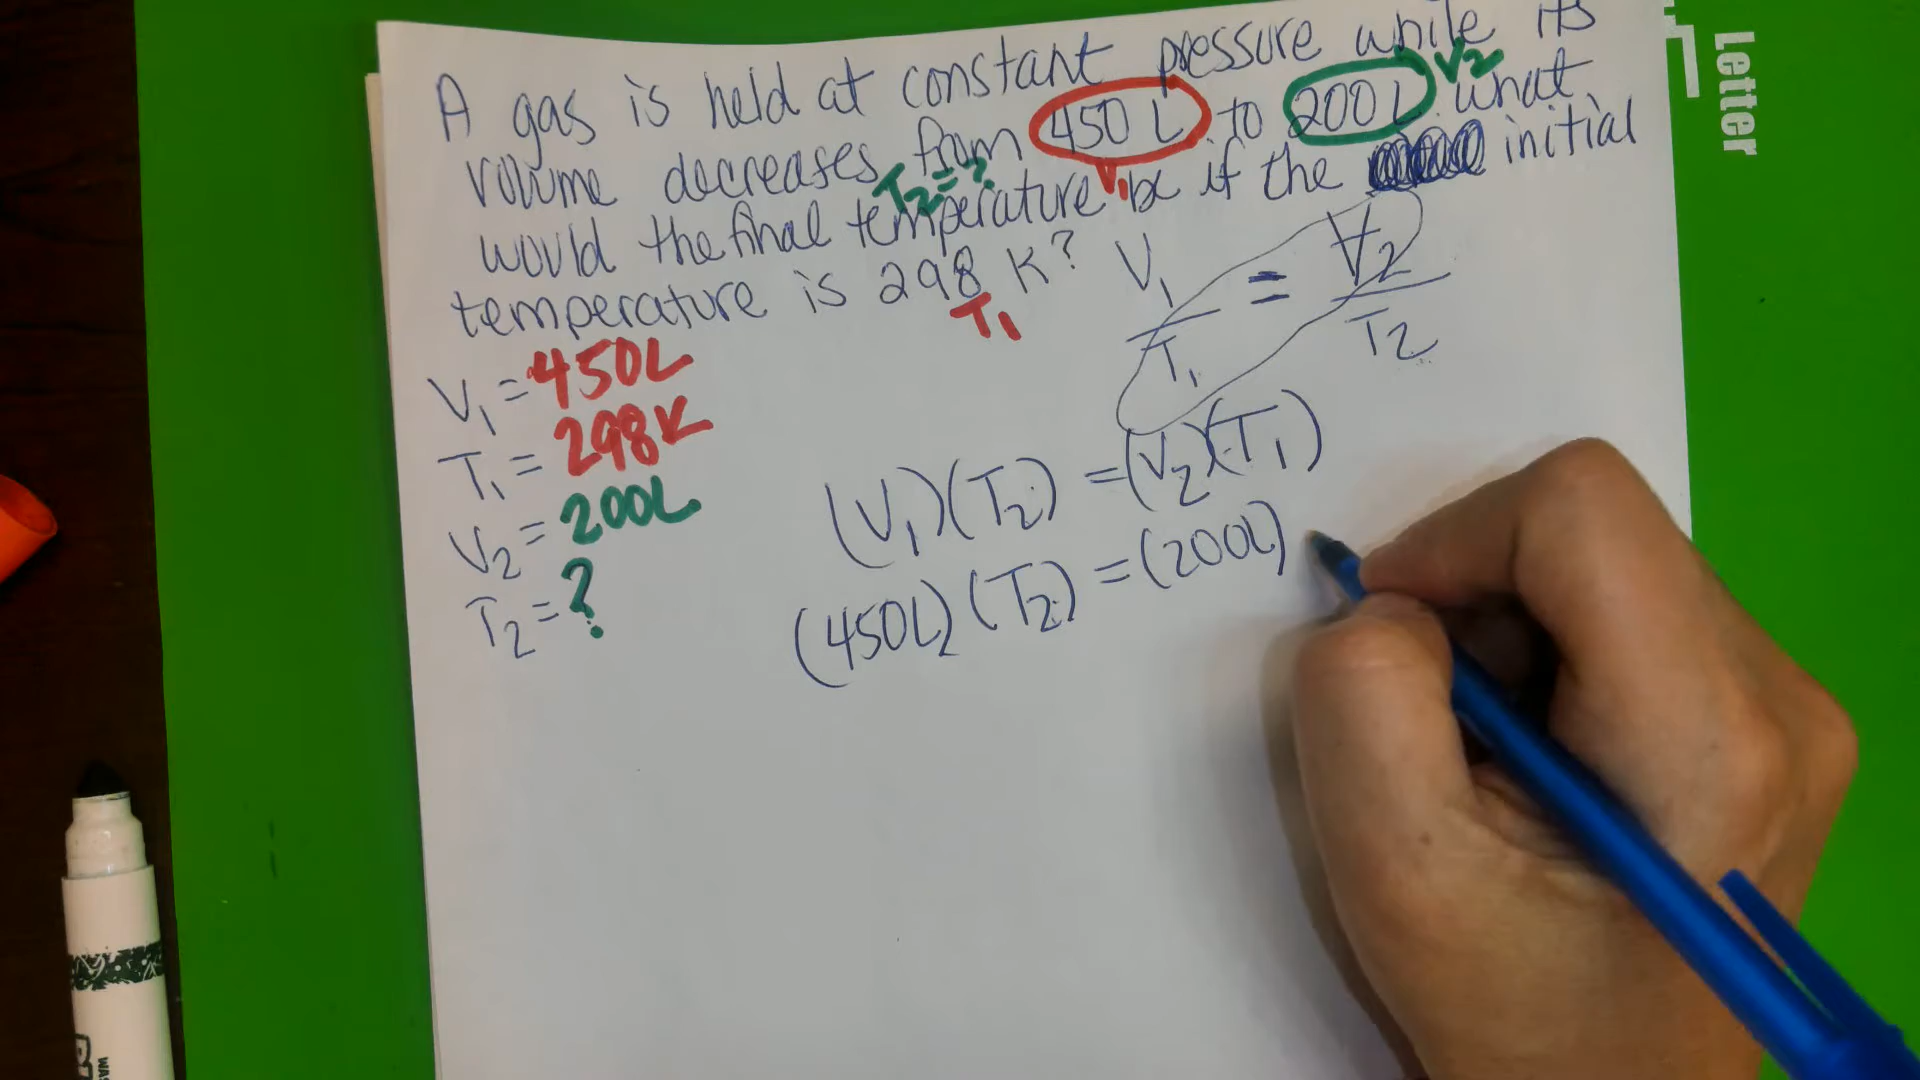 A gas is held at constant pressure while its
volume decreases from 450 L to 200 L. what
V2
T2=?
V1
would the final temperature be if the initial
temperature is 298 K?
T1
V1 = 450L
T1 = 298K
V2 = 200L
T2 = ?
V1
T1
=
V2
T2
(V1)(T2) = (V2)(T1)
(450L)(T2) = (200L)
Letter